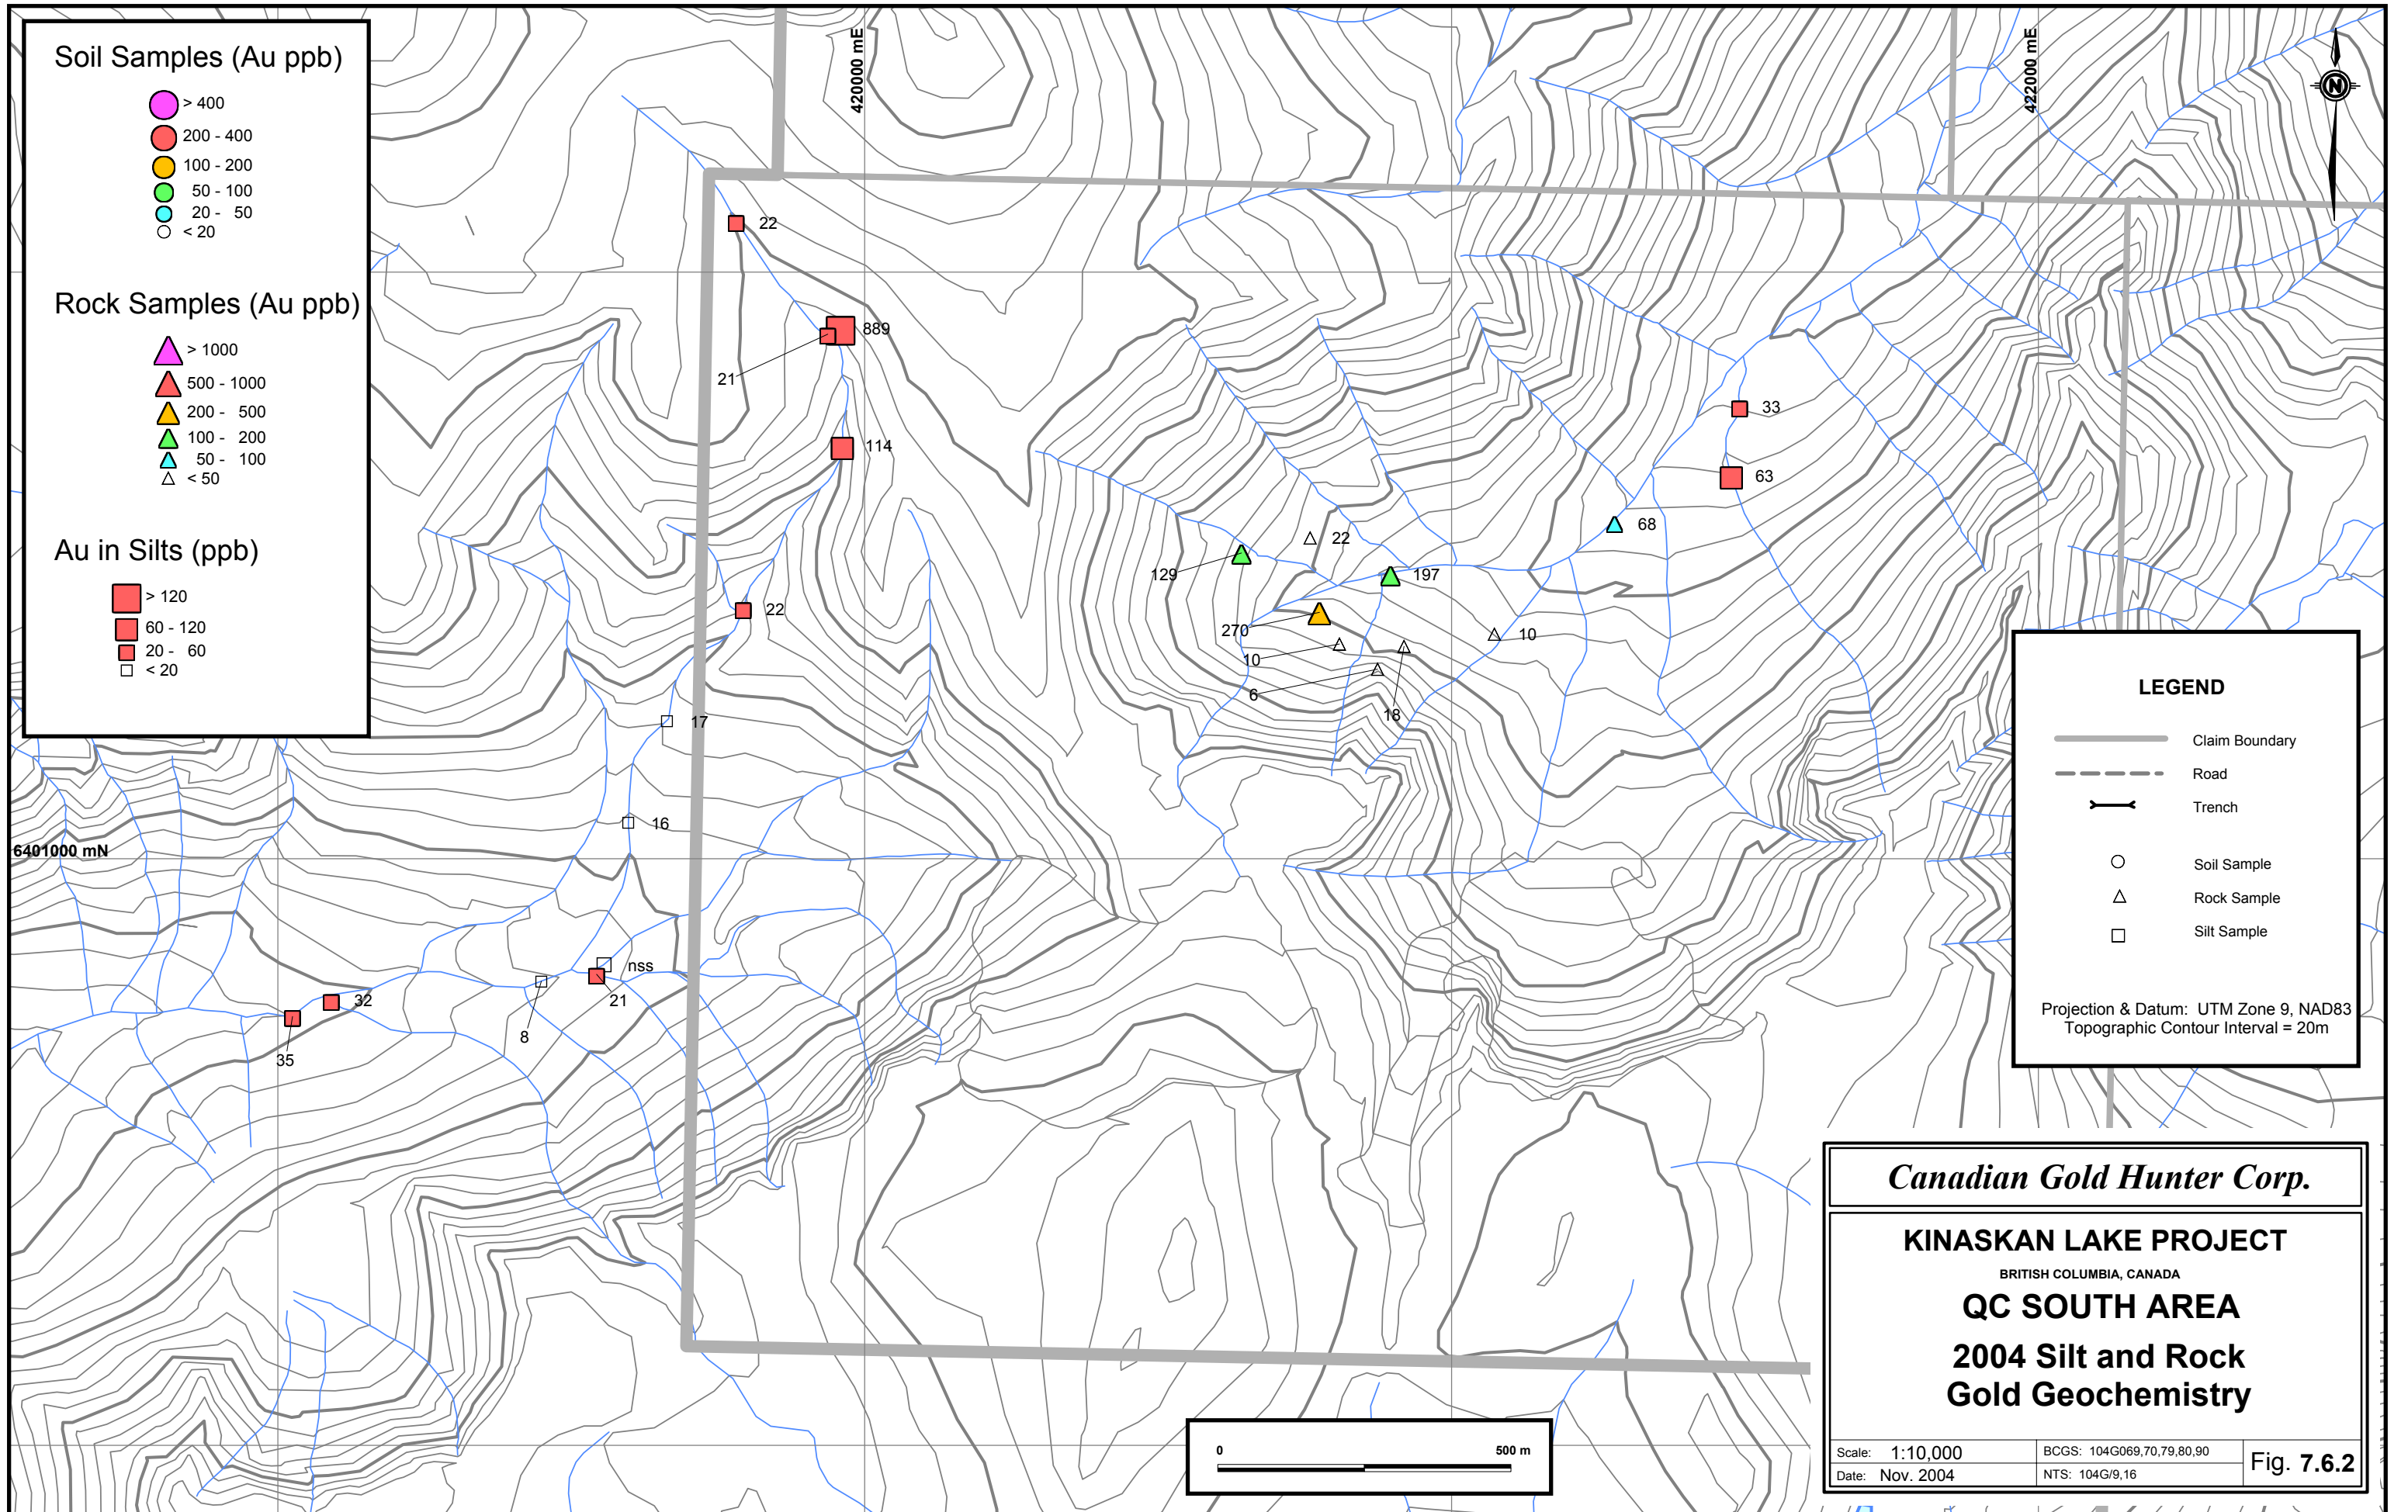 Soil Samples (Au ppb)
> 400
200 - 400
100 - 200
50 - 100
20 - 50
< 20
Rock Samples (Au ppb)
> 1000
500 - 1000
200 - 500
100 - 200
50 - 100
< 50
Au in Silts (ppb)
> 120
60 - 120
20 - 60
< 20
420000 mE
422000 mE
N
22
889
21
114
33
63
68
22
129
197
22
270
10
10
6
18
17
16
6401000 mN
nss
21
8
32
35
LEGEND
Claim Boundary
Road
Trench
Soil Sample
Rock Sample
Silt Sample
Projection & Datum: UTM Zone 9, NAD83
Topographic Contour Interval = 20m
0 500 m
Canadian Gold Hunter Corp.
KINASKAN LAKE PROJECT
BRITISH COLUMBIA, CANADA
QC SOUTH AREA
2004 Silt and Rock
Gold Geochemistry
Scale: 1:10,000
BCGS: 104G069,70,79,80,90
Date: Nov. 2004
NTS: 104G/9,16
Fig. 7.6.2